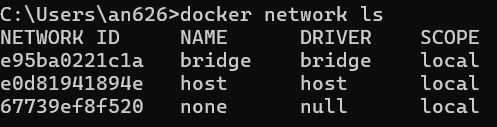 C:\Users\an626>docker network ls
NETWORK ID     NAME      DRIVER    SCOPE
e95ba0221c1a   bridge    bridge    local
e0d81941894e   host      host      local
67739ef8f520   none      null      local